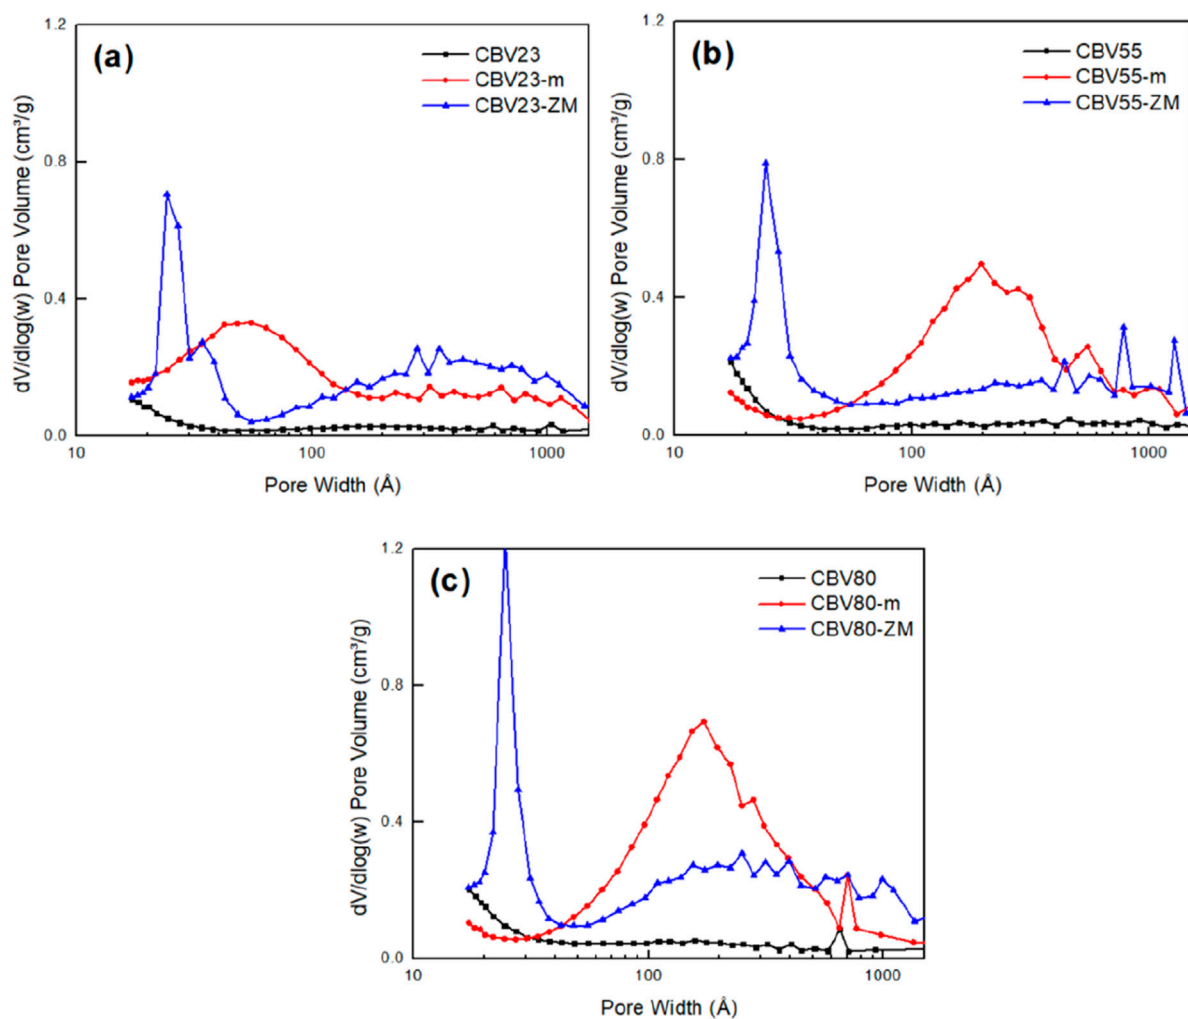 (a)
CBV23
CBV23-m
CBV23-ZM
1.2
0.8
0.4
0.0
10
100
1000
dV/dlog(w) Pore Volume (cm³/g)
Pore Width (Å)
(b)
CBV55
CBV55-m
CBV55-ZM
1.2
0.8
0.4
0.0
10
100
1000
dV/dlog(w) Pore Volume (cm³/g)
Pore Width (Å)
(c)
CBV80
CBV80-m
CBV80-ZM
1.2
0.8
0.4
0.0
10
100
1000
dV/dlog(w) Pore Volume (cm³/g)
Pore Width (Å)